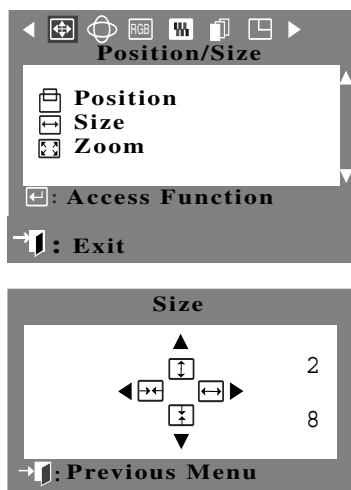 RGB
Position/Size
Position
Size
Zoom
: Access Function
: Exit
Size
2
8
:Previous Menu